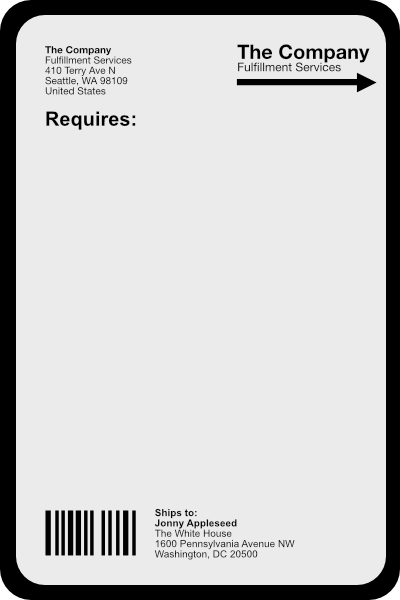 The Company
Fulfillment Services
410 Terry Ave N
Seattle, WA 98109
United States
The Company
Fulfillment Services
Requires:
Ships to:
Jonny Appleseed
The White House
1600 Pennsylvania Avenue NW
Washington, DC 20500